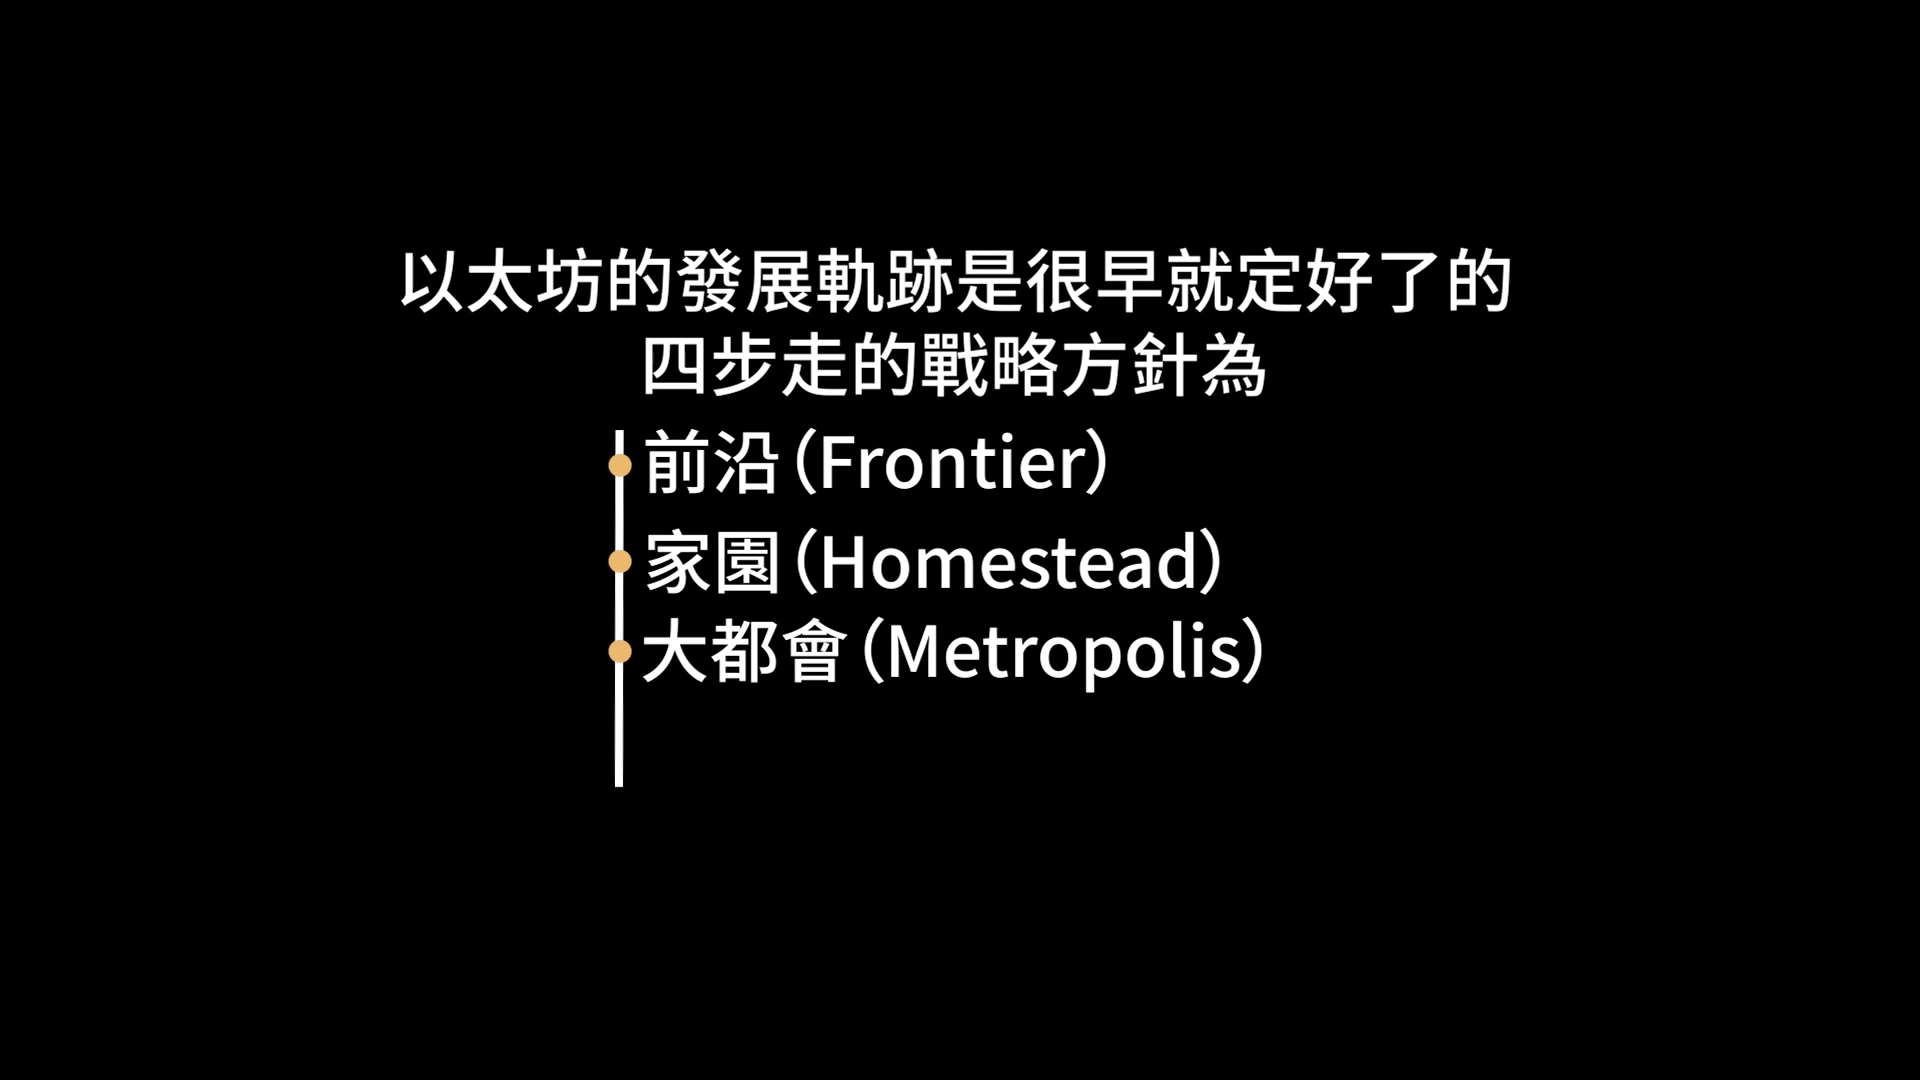 以太坊的發展軌跡是很早就定好了的
四步走的戰略方針為
前沿（Frontier）
家園（Homestead）
大都會（Metropolis）